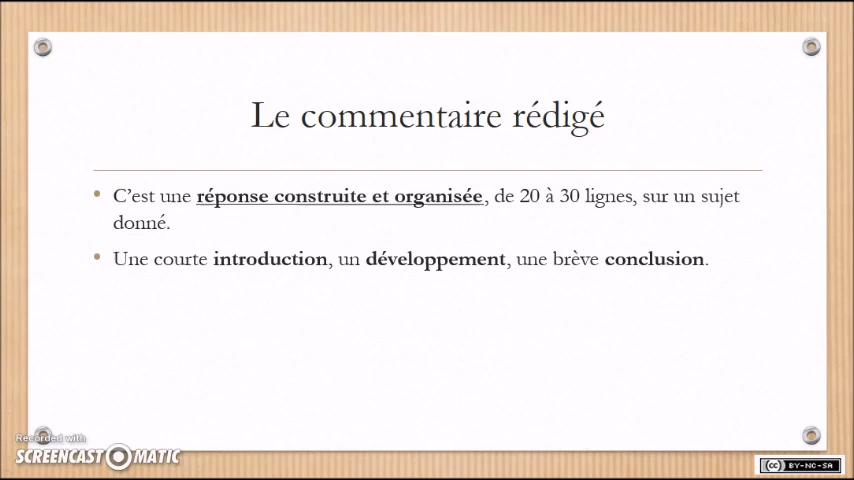 Le commentaire rédigé
• C'est une réponse construite et organisée, de 20 à 30 lignes, sur un sujet
donné.
• Une courte introduction, un développement, une brève conclusion.
Recorded with
SCREENCAST MATIC
cc BY-NC-SA